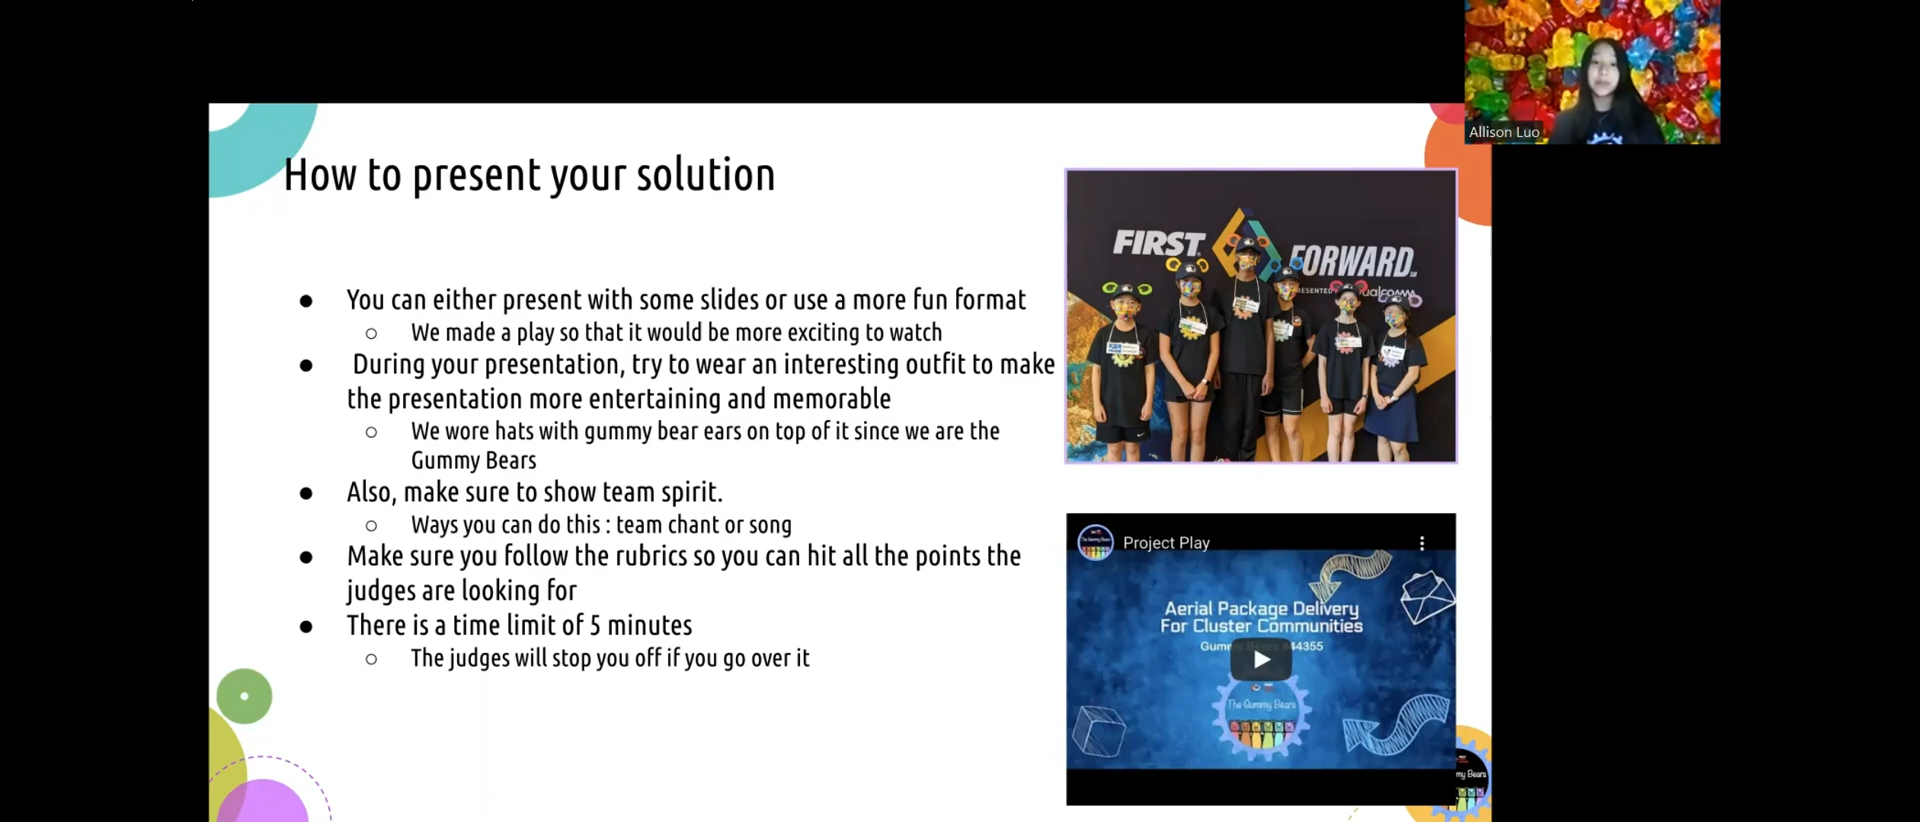 Allison Luo
How to present your solution
● You can either present with some slides or use a more fun format
○ We made a play so that it would be more exciting to watch
● During your presentation, try to wear an interesting outfit to make
the presentation more entertaining and memorable
○ We wore hats with gummy bear ears on top of it since we are the
Gummy Bears
● Also, make sure to show team spirit.
○ Ways you can do this : team chant or song
● Make sure you follow the rubrics so you can hit all the points the
judges are looking for
● There is a time limit of 5 minutes
○ The judges will stop you off if you go over it
FIRST
FORWARD
PRESENTED
Qualcomm
Project Play
Aerial Package Delivery
For Cluster Communities
44355
The Gummy Bears
my Bears